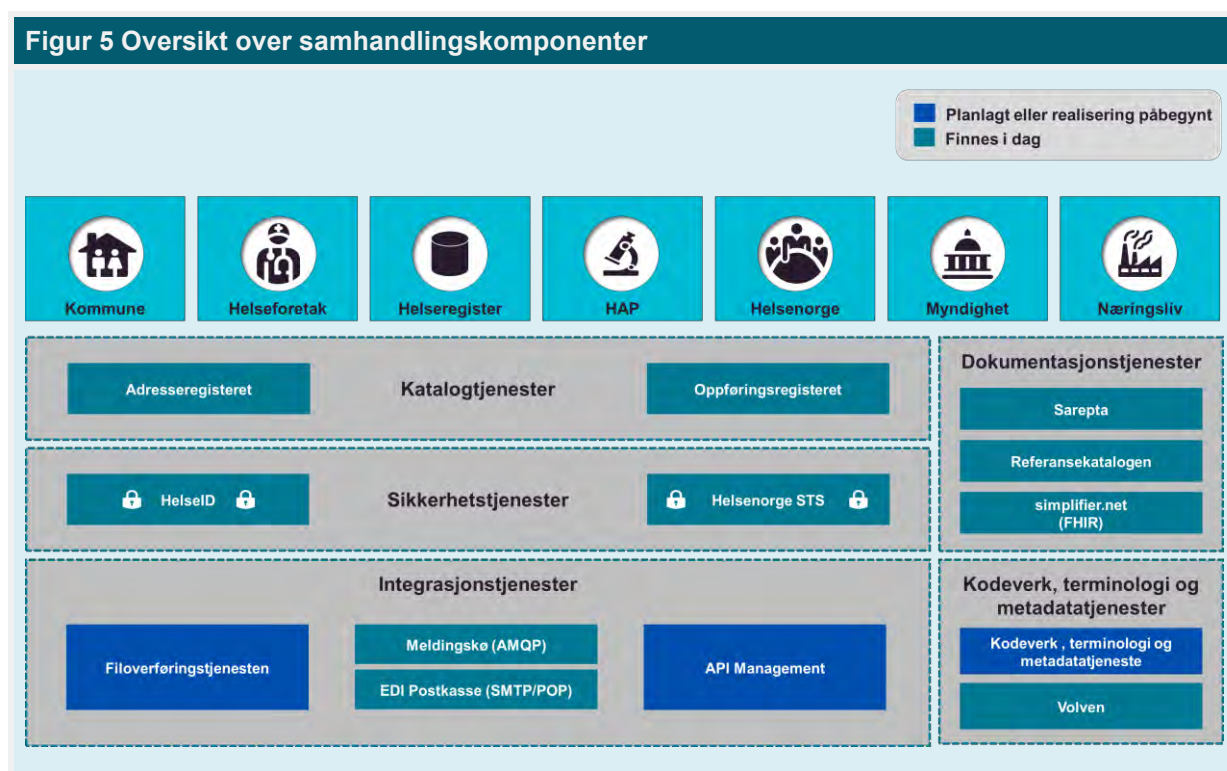 Figur 5 Oversikt over samhandlingskomponenter
Planlagt eller realisering påbegynt
Finnes i dag
Kommune
Helseforetak
Helseregister
HAP
Helsenorge
Myndighet
Næringsliv
Katalogtjenester
Adresseregisteret
Oppføringsregisteret
Sikkerhetstjenester
HelseID
Helsenorge STS
Integrasjonstjenester
Filoverføringstjenesten
Meldingskø (AMQP)
EDI Postkasse (SMTP/POP)
API Management
Dokumentasjonstjenester
Sarepta
Referansekatalogen
simplifier.net
(FHIR)
Kodeverk, terminologi og
metadatatjenester
Kodeverk , terminologi og
metadatatjeneste
Volven